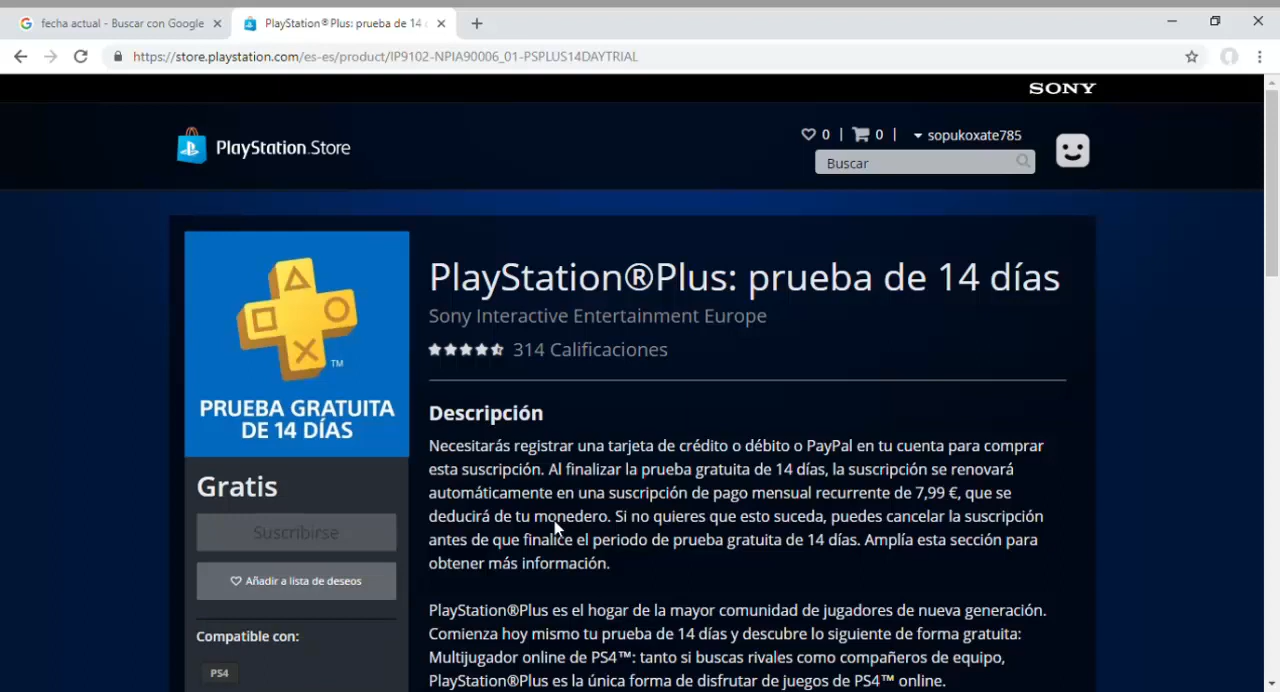 fecha actual - Buscar con Google
PlayStation®Plus: prueba de 14
https://store.playstation.com/es-es/product/IP9102-NPIA90006_01-PSPLUS14DAYTRIAL
SONY
PlayStation.Store
0 | 0 | sopukoxate785
Buscar
PRUEBA GRATUITA
DE 14 DÍAS
TM
Gratis
Suscribirse
Añadir a lista de deseos
Compatible con:
PS4
PlayStation®Plus: prueba de 14 días
Sony Interactive Entertainment Europe
314 Calificaciones
Descripción
Necesitarás registrar una tarjeta de crédito o débito o PayPal en tu cuenta para comprar
esta suscripción. Al finalizar la prueba gratuita de 14 días, la suscripción se renovará
automáticamente en una suscripción de pago mensual recurrente de 7,99 €, que se
deducirá de tu monedero. Si no quieres que esto suceda, puedes cancelar la suscripción
antes de que finalice el periodo de prueba gratuita de 14 días. Amplía esta sección para
obtener más información.
PlayStation®Plus es el hogar de la mayor comunidad de jugadores de nueva generación.
Comienza hoy mismo tu prueba de 14 días y descubre lo siguiente de forma gratuita:
Multijugador online de PS4™: tanto si buscas rivales como compañeros de equipo,
PlayStation®Plus es la única forma de disfrutar de juegos de PS4™ online.